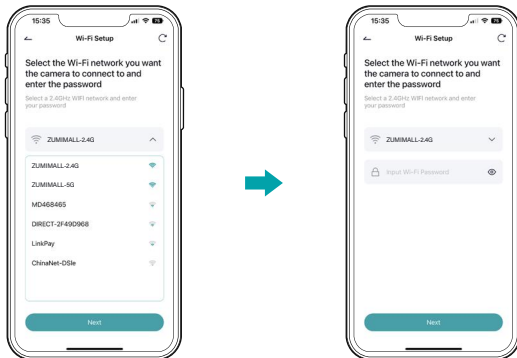 15:35
75
Wi-Fi Setup
Select the Wi-Fi network you want
the camera to connect to and
enter the password
Select a 2.4GHz WIFI network and enter
your password
ZUMIMALL-2.4G
ZUMIMALL-2.4G
ZUMIMALL-5G
MD468465
DIRECT-2F49D968
LinkPay
ChinaNet-DSle
Next
15:35
75
Wi-Fi Setup
Select the Wi-Fi network you want
the camera to connect to and
enter the password
Select a 2.4GHz WIFI network and enter
your password
ZUMIMALL-2.4G
Input Wi-Fi Password
Next